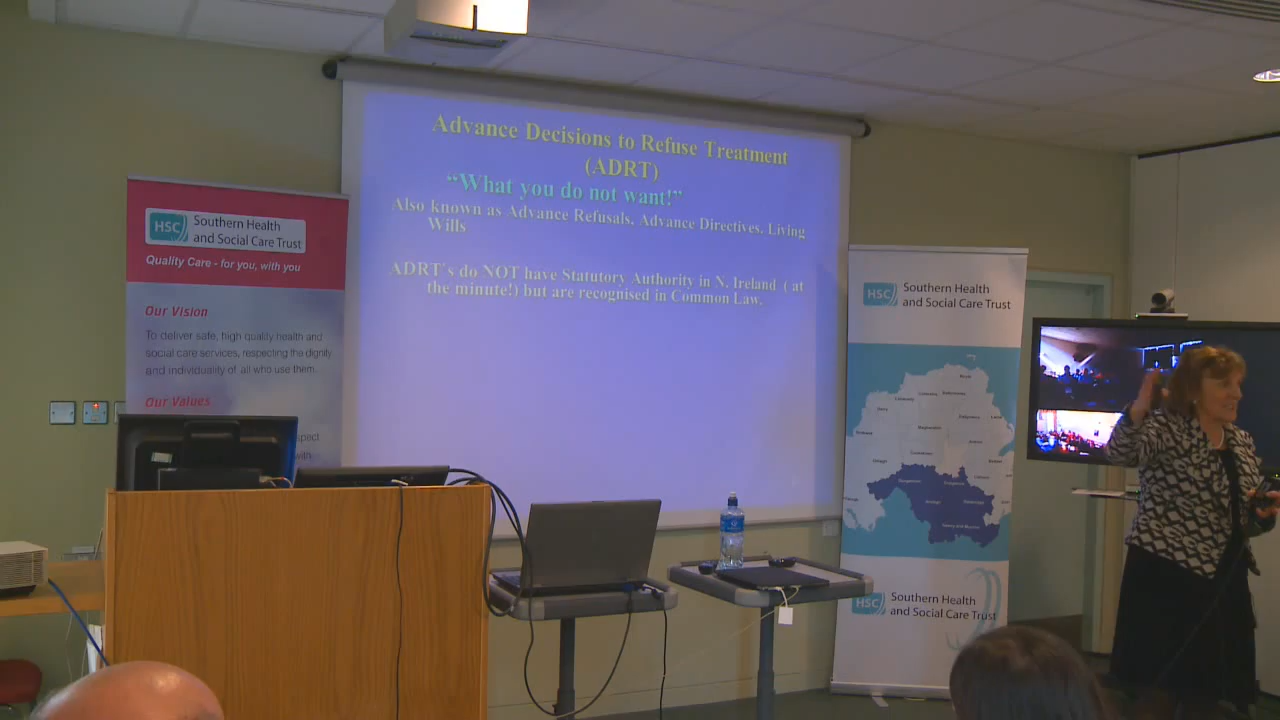 Advance Decisions to Refuse Treatment
(ADRT)
“What you do not want!”
Also known as Advance Refusals, Advance Directives, Living
Wills
ADRT's do NOT have Statutory Authority in N. Ireland ( at
the minute!) but are recognised in Common Law.
HSC
Southern Health
and Social Care Trust
Quality Care - for you, with you
Our Vision
To deliver safe, high quality health and
social care services, respecting the dignity
and individuality of all who use them.
Our Values
HSC
Southern Health
and Social Care Trust
HSC
Southern Health
and Social Care Trust